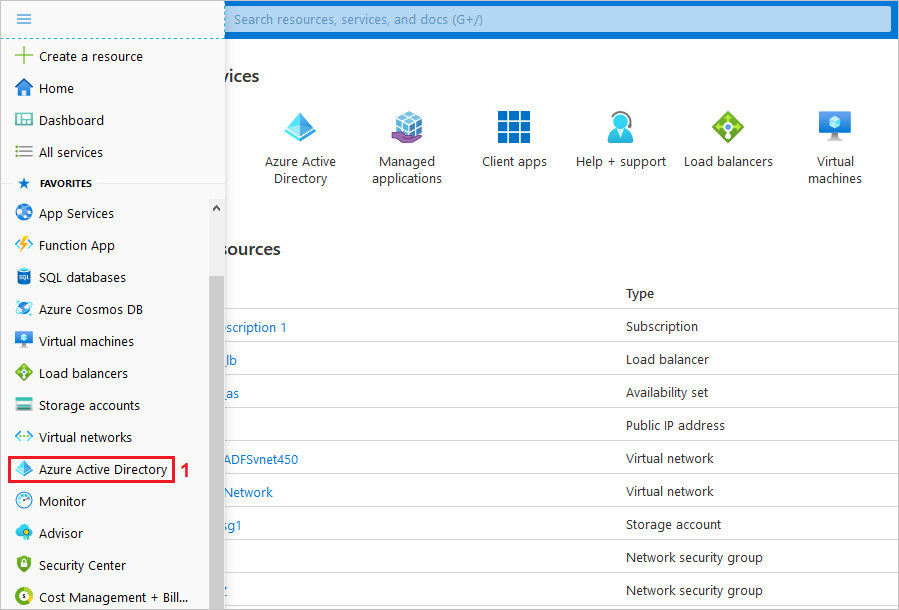 Search resources, services, and docs (G+/)
Create a resource
Home
Dashboard
All services
FAVORITES
App Services
Function App
SQL databases
Azure Cosmos DB
Virtual machines
Load balancers
Storage accounts
Virtual networks
Azure Active Directory 1
Monitor
Advisor
Security Center
Cost Management + Bill...
vices
Azure Active
Directory
Managed
applications
Client apps
Help + support
Load balancers
Virtual
machines
sources
Type
scription 1
Subscription
_lb
Load balancer
_as
Availability set
Public IP address
ADFSvnet450
Virtual network
Network
Virtual network
sg1
Storage account
Network security group
Network security group